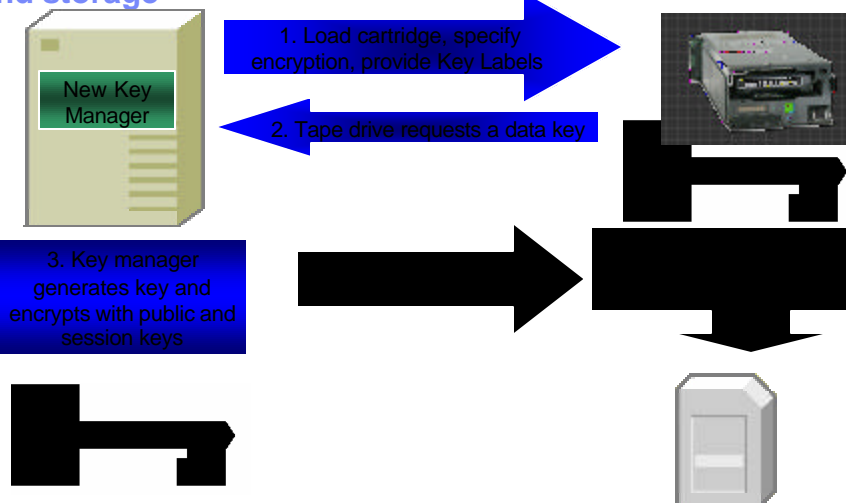 and storage
1. Load cartridge, specify
encryption, provide Key Labels
New Key
Manager
2. Tape drive requests a data key
3. Key manager
generates key and
encrypts with public and
session keys